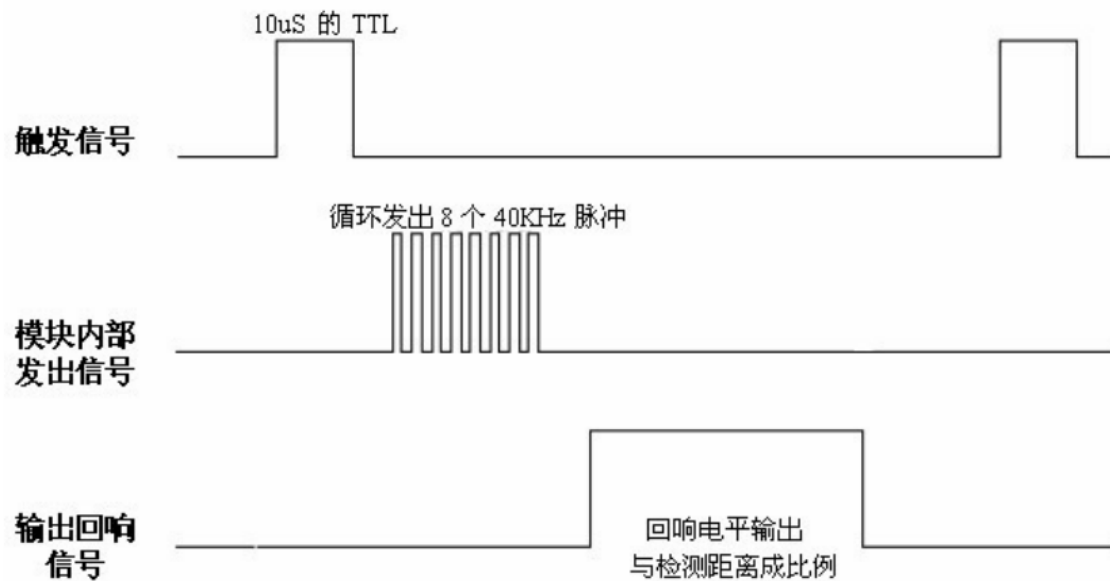 10uS 的 TTL
触发信号
循环发出 8 个 40KHz 脉冲
模块内部
发出信号
输出回响
信号
回响电平输出
与检测距离成比例